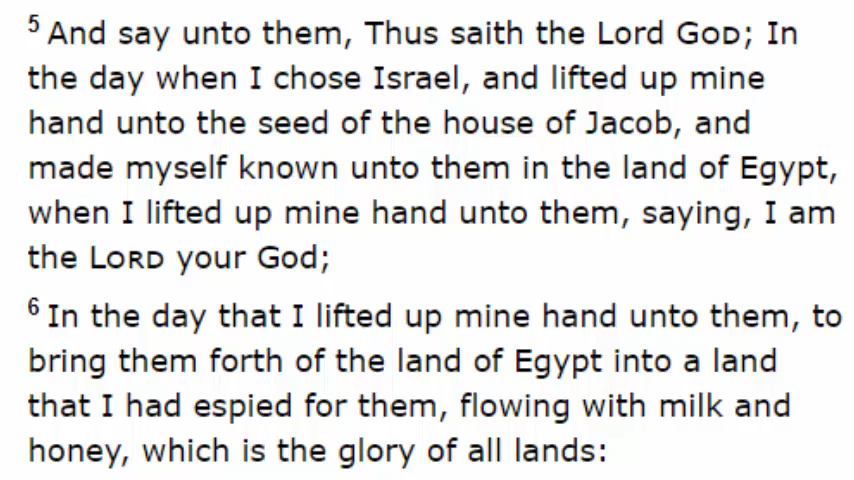 5 And say unto them, Thus saith the Lord GOD; In
the day when I chose Israel, and lifted up mine
hand unto the seed of the house of Jacob, and
made myself known unto them in the land of Egypt,
when I lifted up mine hand unto them, saying, I am
the LORD your God;
6 In the day that I lifted up mine hand unto them, to
bring them forth of the land of Egypt into a land
that I had espied for them, flowing with milk and
honey, which is the glory of all lands: